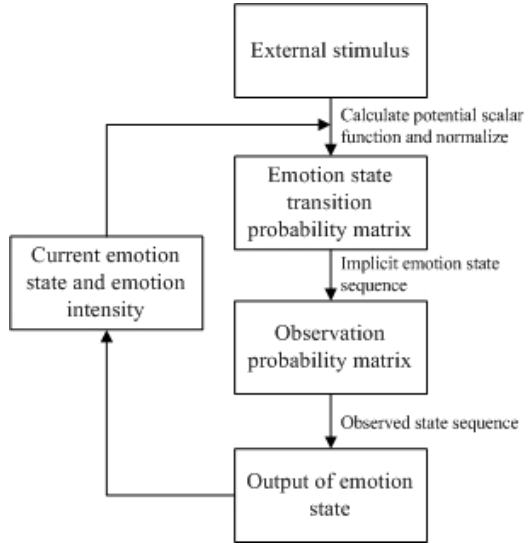 External stimulus
Calculate potential scalar
function and normalize
Emotion state
transition
probability matrix
Implicit emotion state
sequence
Current emotion
state and emotion
intensity
Observation
probability matrix
Observed state sequence
Output of emotion
state